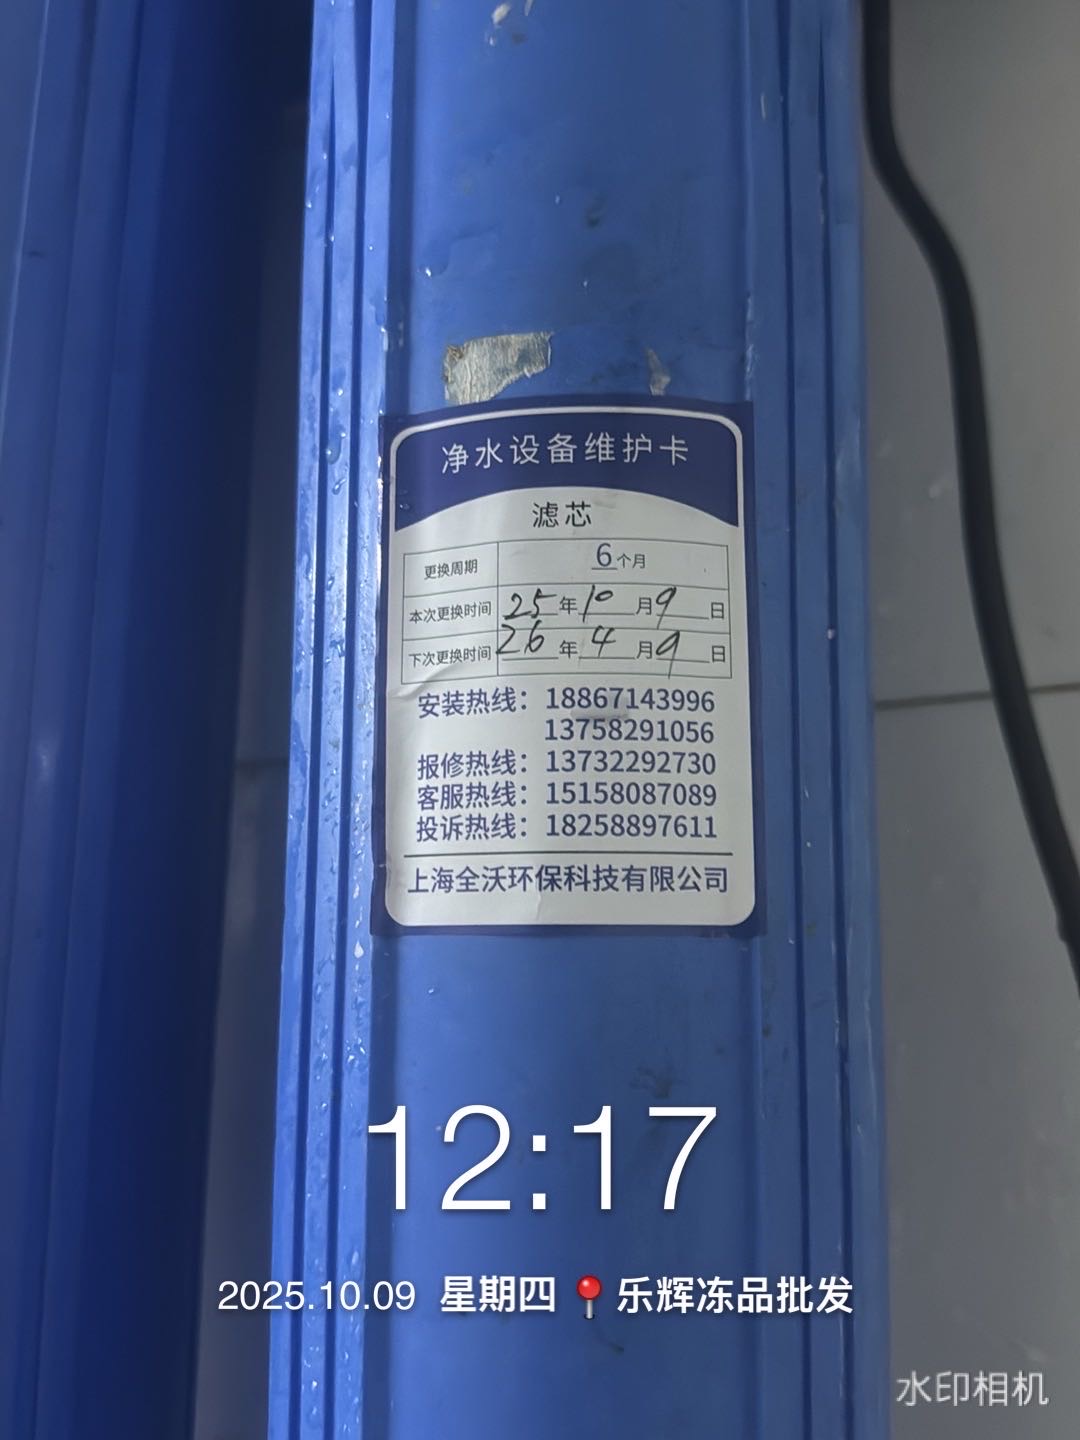 净水设备维护卡
滤芯
更换周期 6个月
本次更换时间 25年10月9日
下次更换时间 26年4月9日
安装热线：18867143996
13758291056
报修热线：13732292730
客服热线：15158087089
投诉热线：18258897611
上海全沃环保科技有限公司
12:17
2025.10.09 星期四 乐辉冻品批发
水印相机